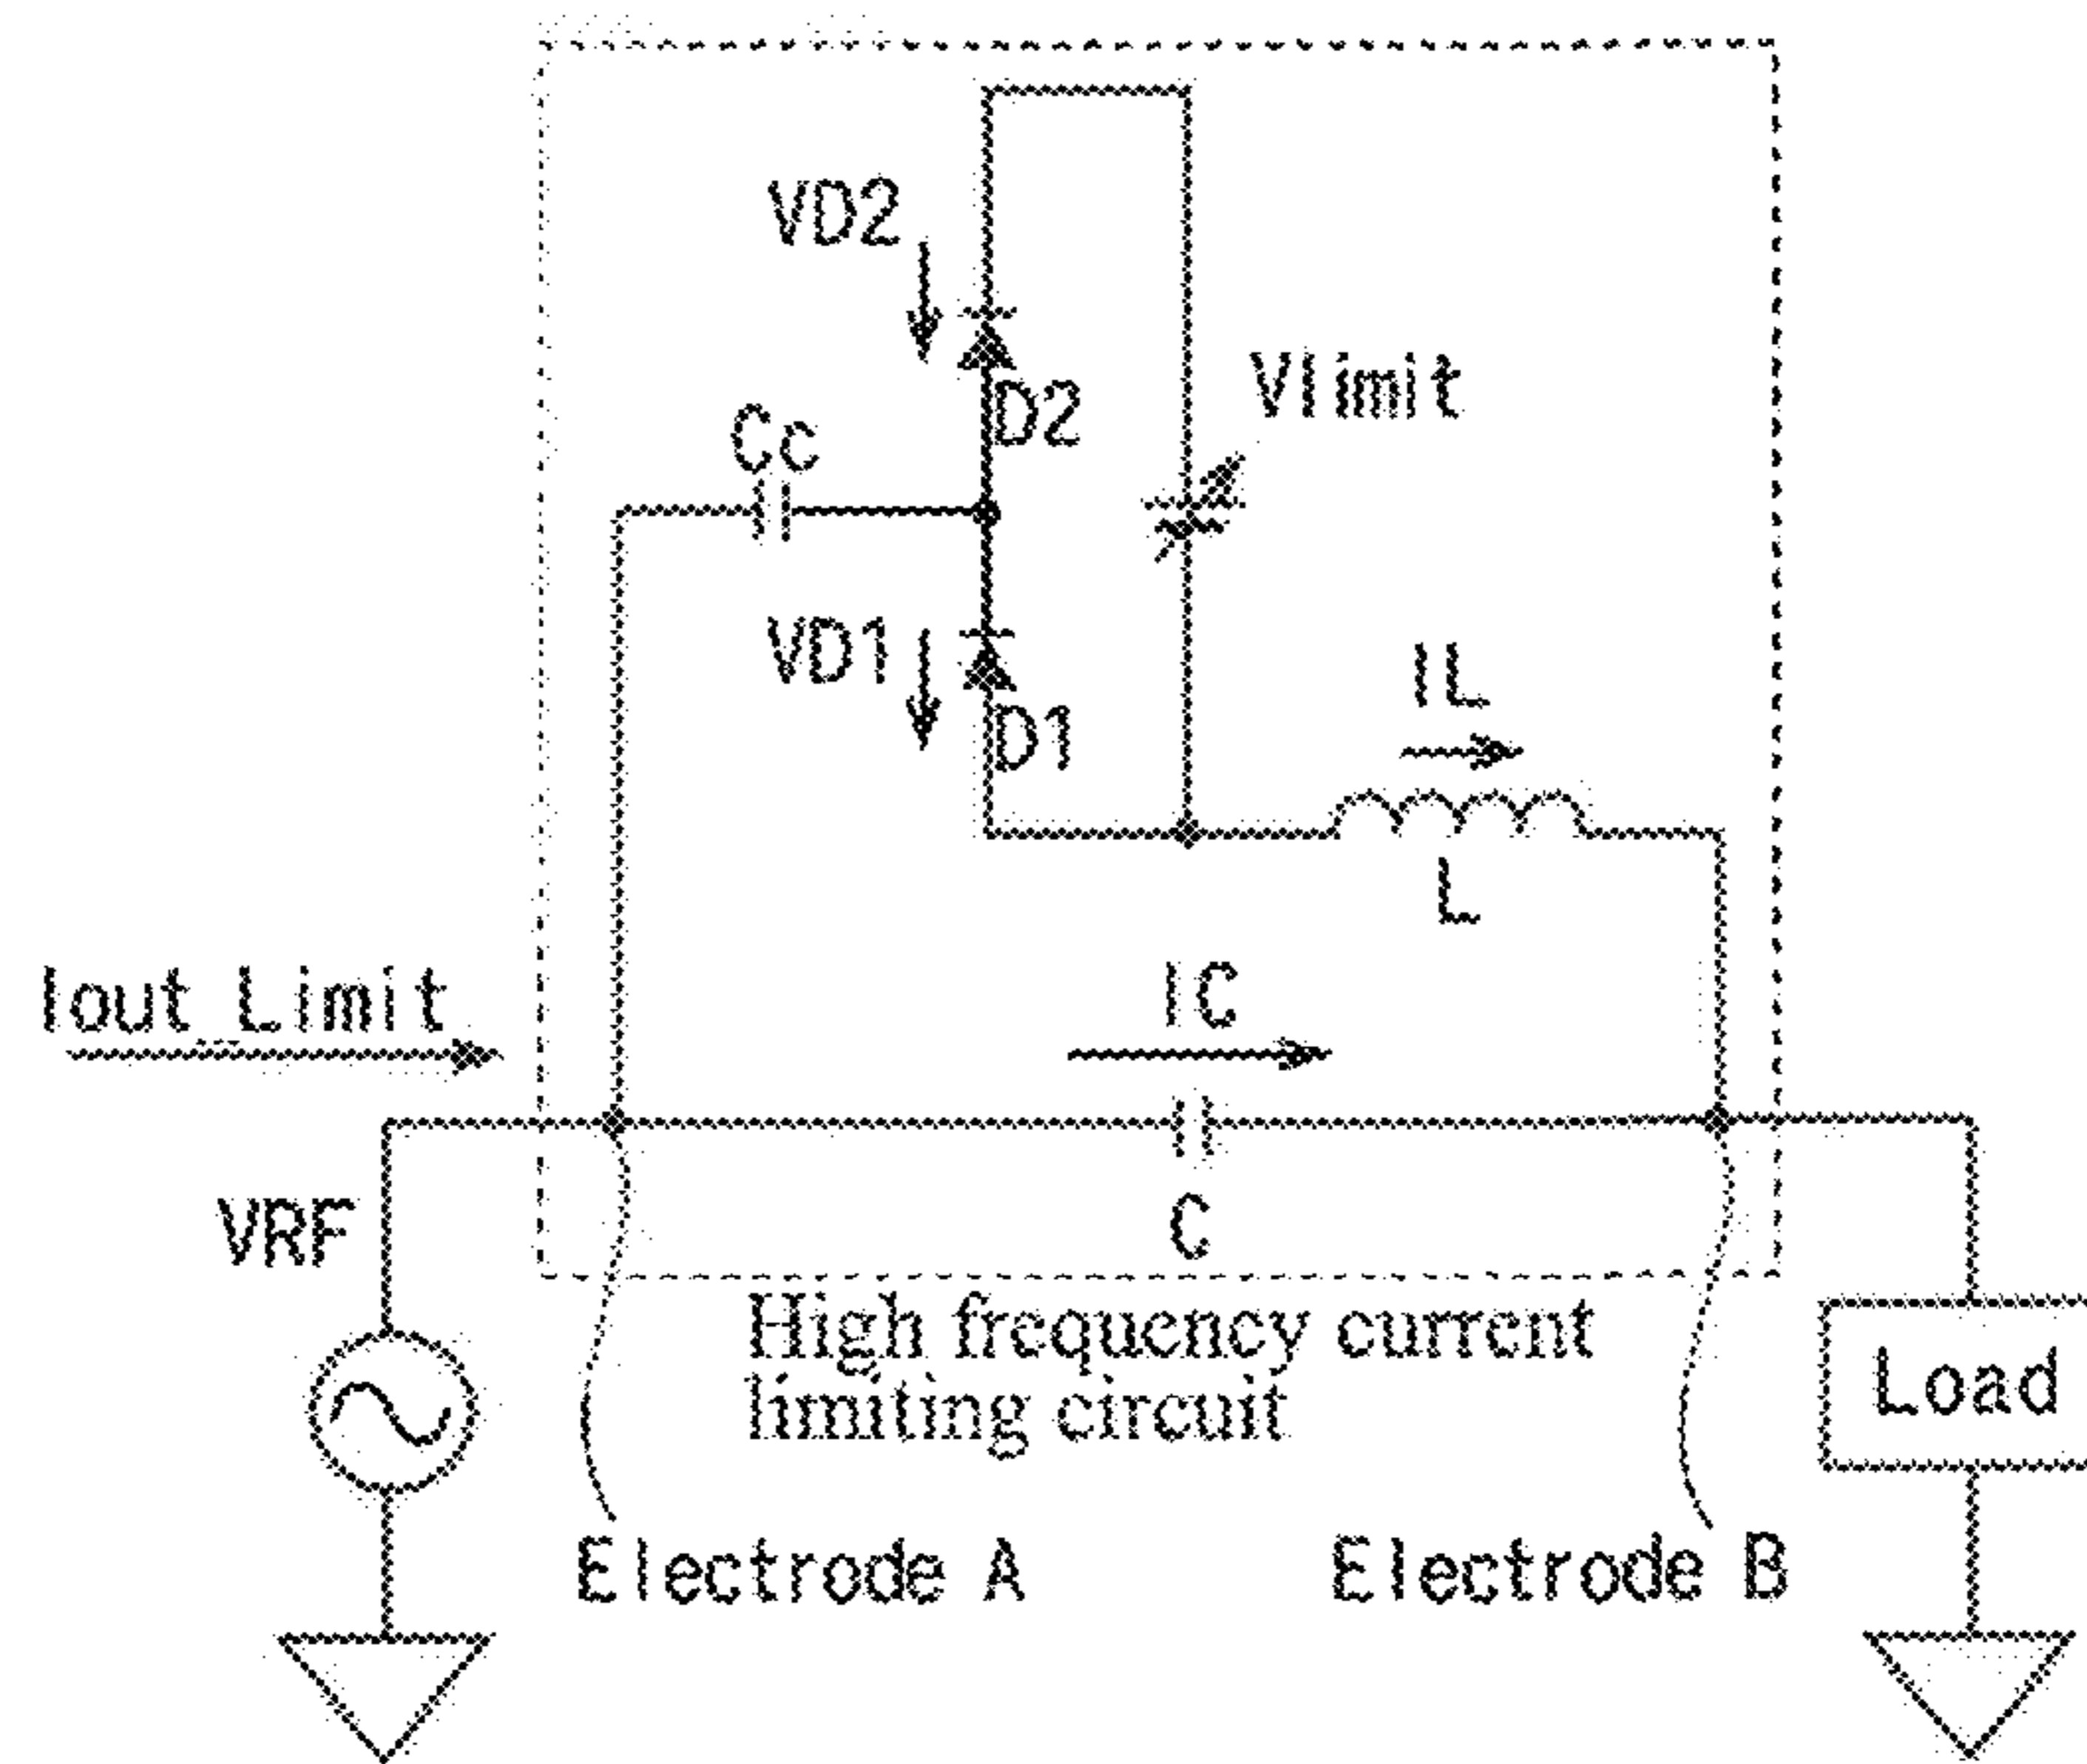 VD2
Vlimit
D2
Cc
VD1
D1
IL
L
Iout_Limit
IC
VRF
C
High frequency current
limiting circuit
Load
Electrode A
Electrode B